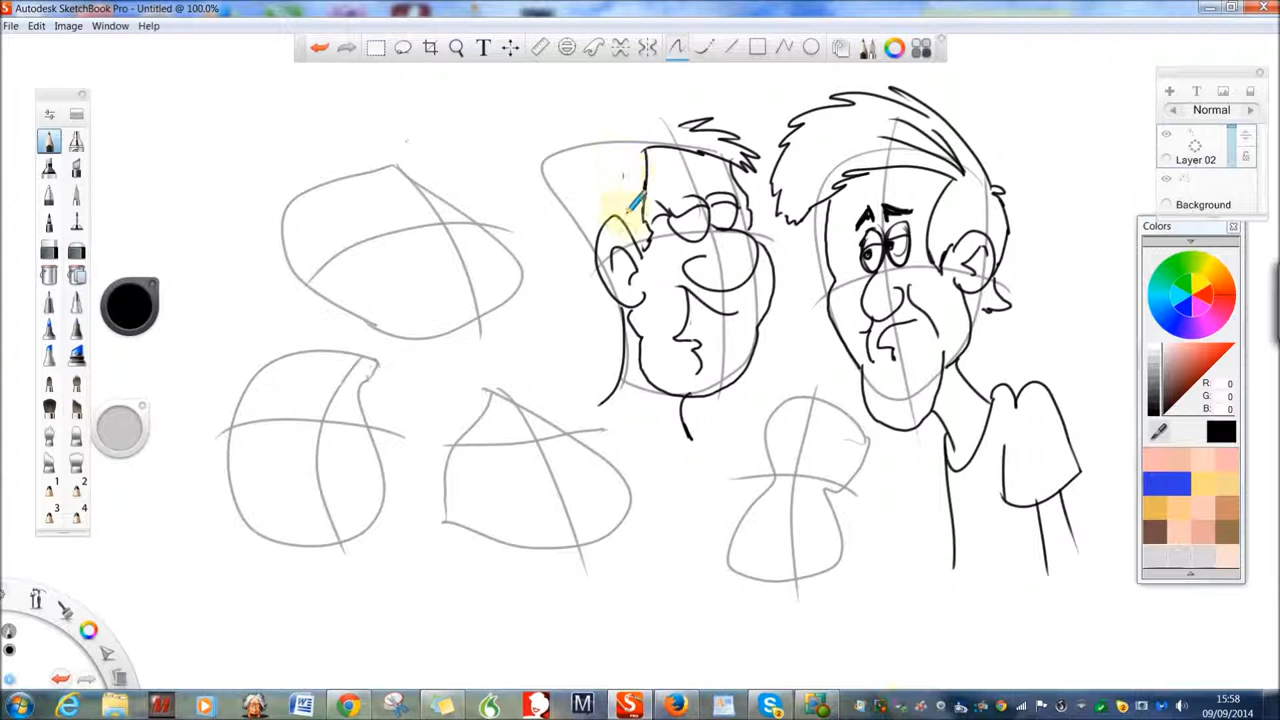 Autodesk SketchBook Pro - Untitled @ 100.0%
File Edit Image Window Help
T
T
Normal
Layer 02
Background
Colors
R: 0
G: 0
B: 0
1 2
3 4
W M S
PRO
15:58
09/09/2014